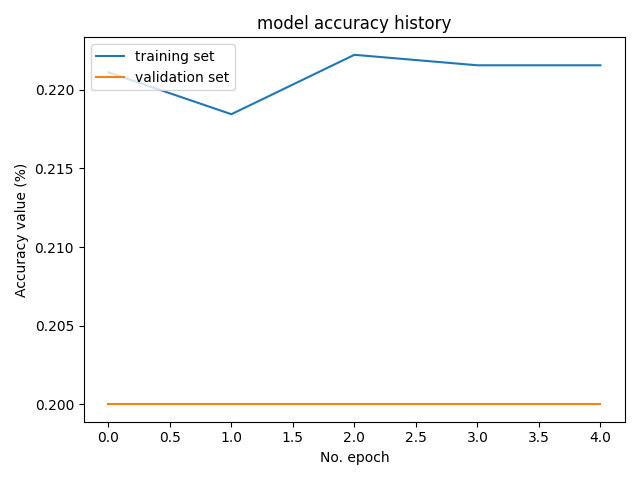 model accuracy history
training set
validation set
Accuracy value (%)
0.220
0.215
0.210
0.205
0.200
0.0 0.5 1.0 1.5 2.0 2.5 3.0 3.5 4.0
No. epoch